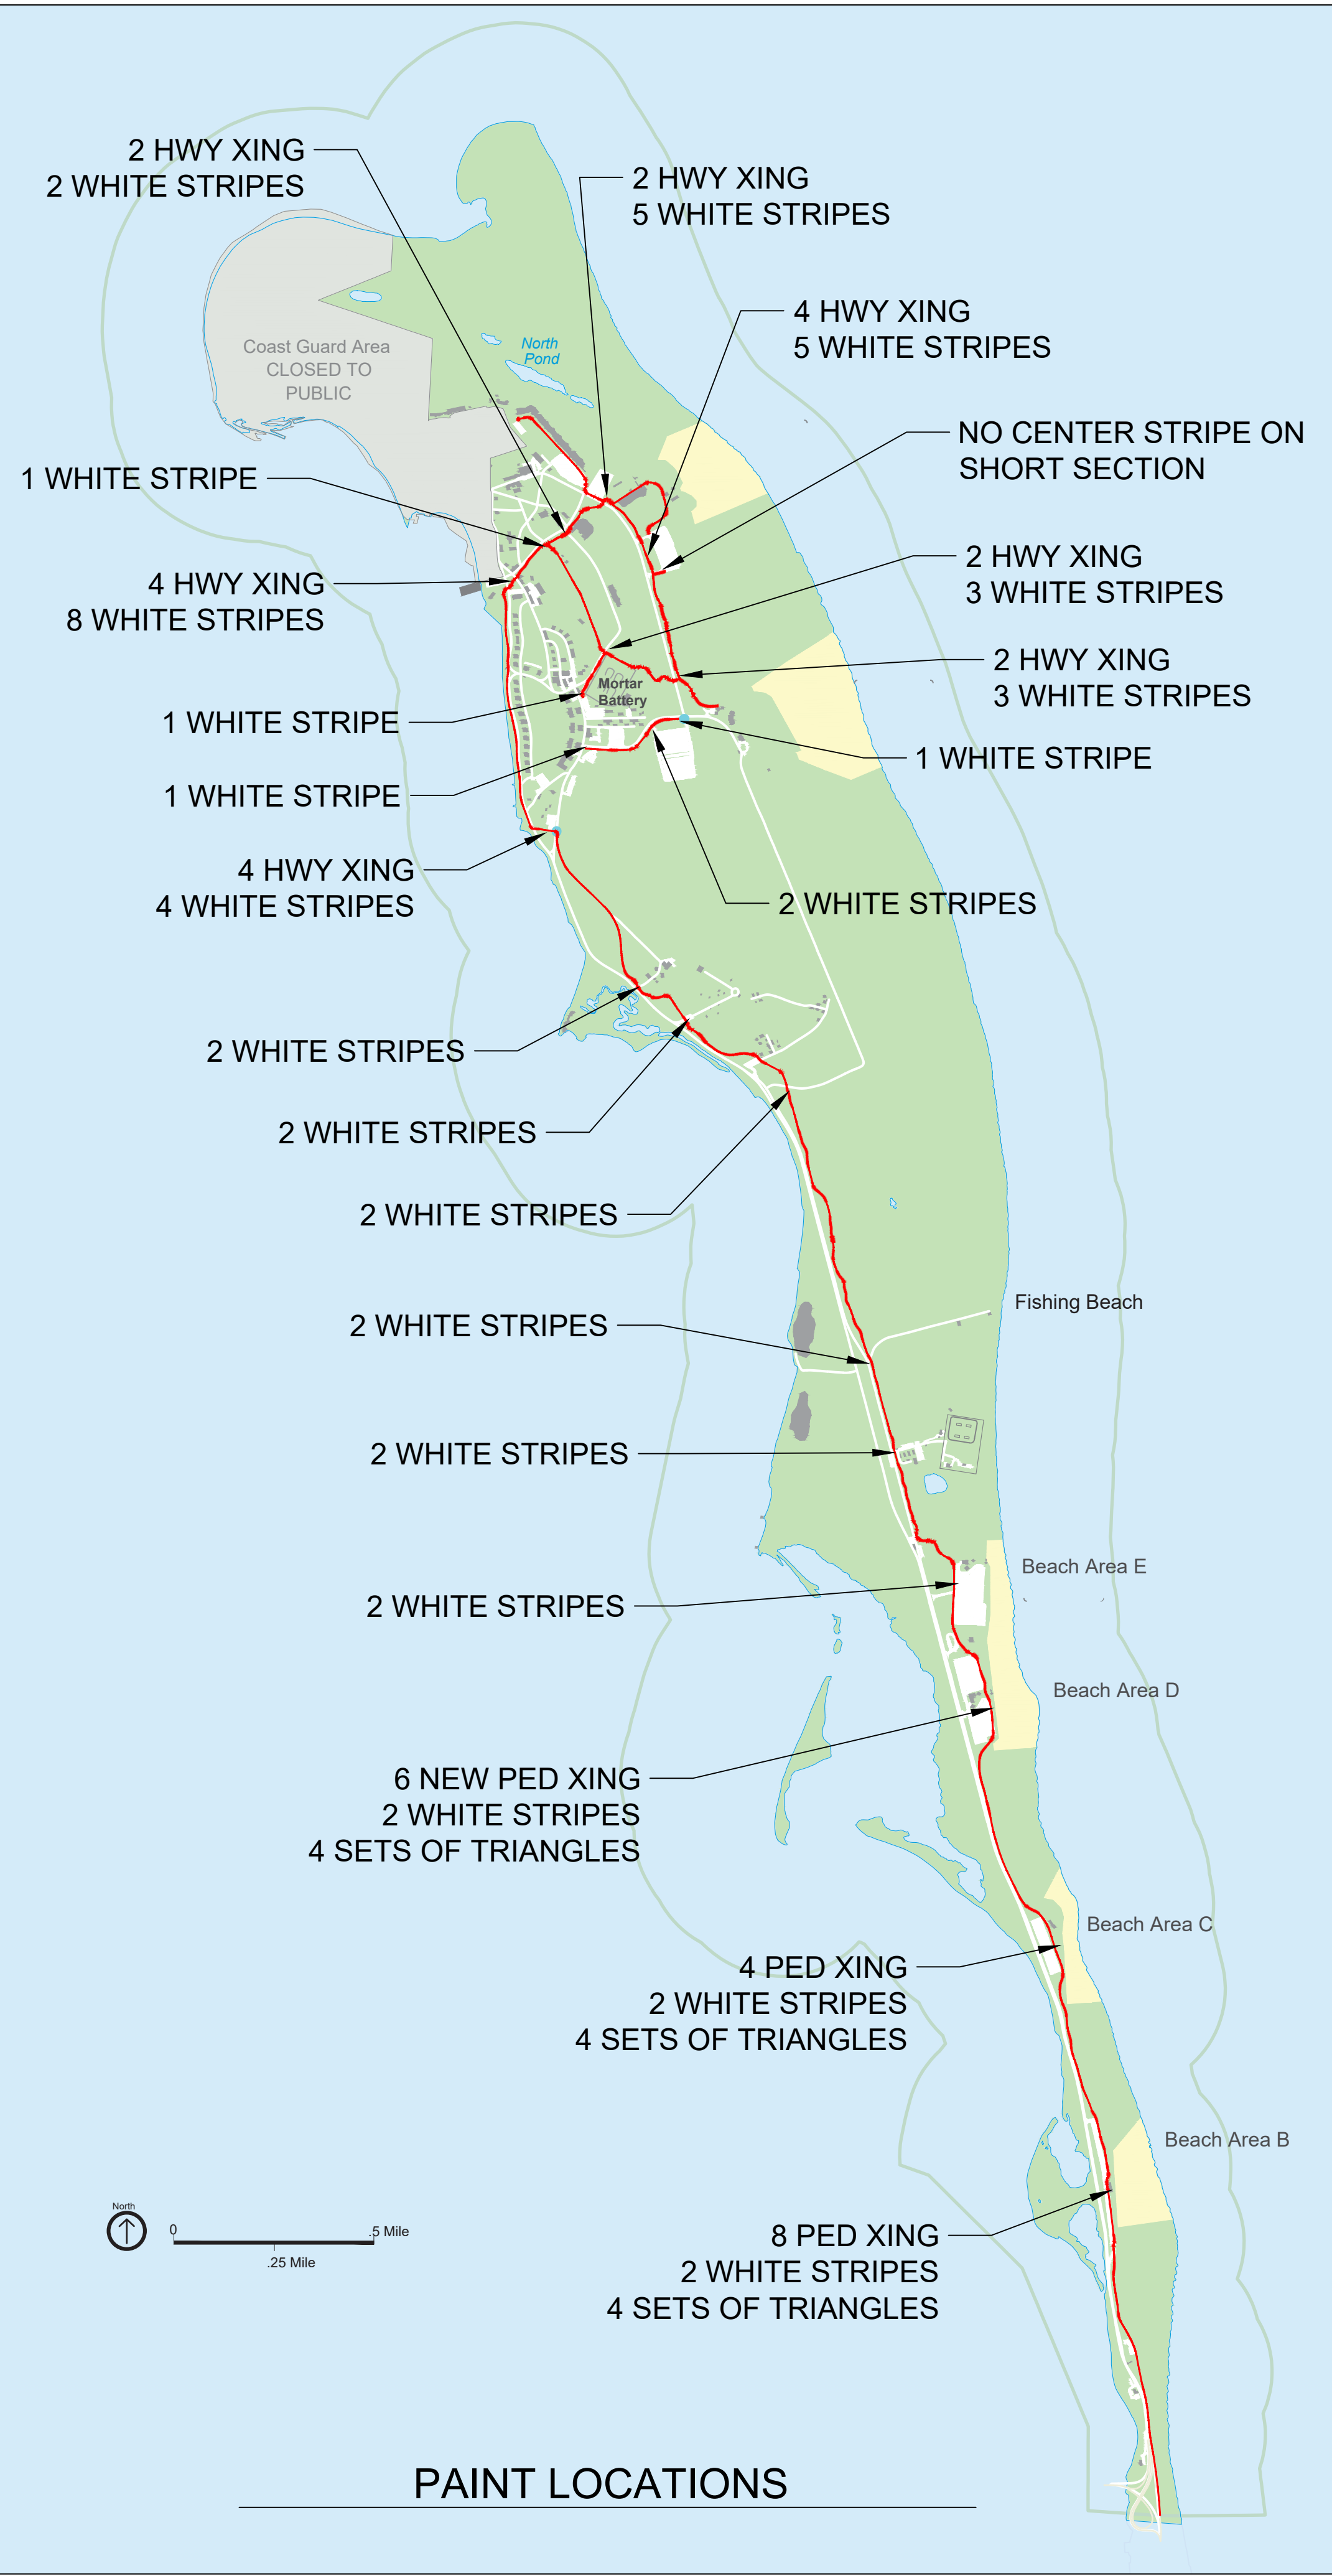 2 HWY XING
2 WHITE STRIPES
2 HWY XING
5 WHITE STRIPES
4 HWY XING
5 WHITE STRIPES
North
Pond
Coast Guard Area
CLOSED TO
PUBLIC
NO CENTER STRIPE ON
SHORT SECTION
1 WHITE STRIPE
2 HWY XING
3 WHITE STRIPES
4 HWY XING
8 WHITE STRIPES
2 HWY XING
3 WHITE STRIPES
Mortar
Battery
1 WHITE STRIPE
1 WHITE STRIPE
1 WHITE STRIPE
4 HWY XING
4 WHITE STRIPES
2 WHITE STRIPES
2 WHITE STRIPES
2 WHITE STRIPES
2 WHITE STRIPES
Fishing Beach
2 WHITE STRIPES
2 WHITE STRIPES
Beach Area E
2 WHITE STRIPES
Beach Area D
6 NEW PED XING
2 WHITE STRIPES
4 SETS OF TRIANGLES
Beach Area C
4 PED XING
2 WHITE STRIPES
4 SETS OF TRIANGLES
Beach Area B
North
0
.5 Mile
.25 Mile
8 PED XING
2 WHITE STRIPES
4 SETS OF TRIANGLES
PAINT LOCATIONS